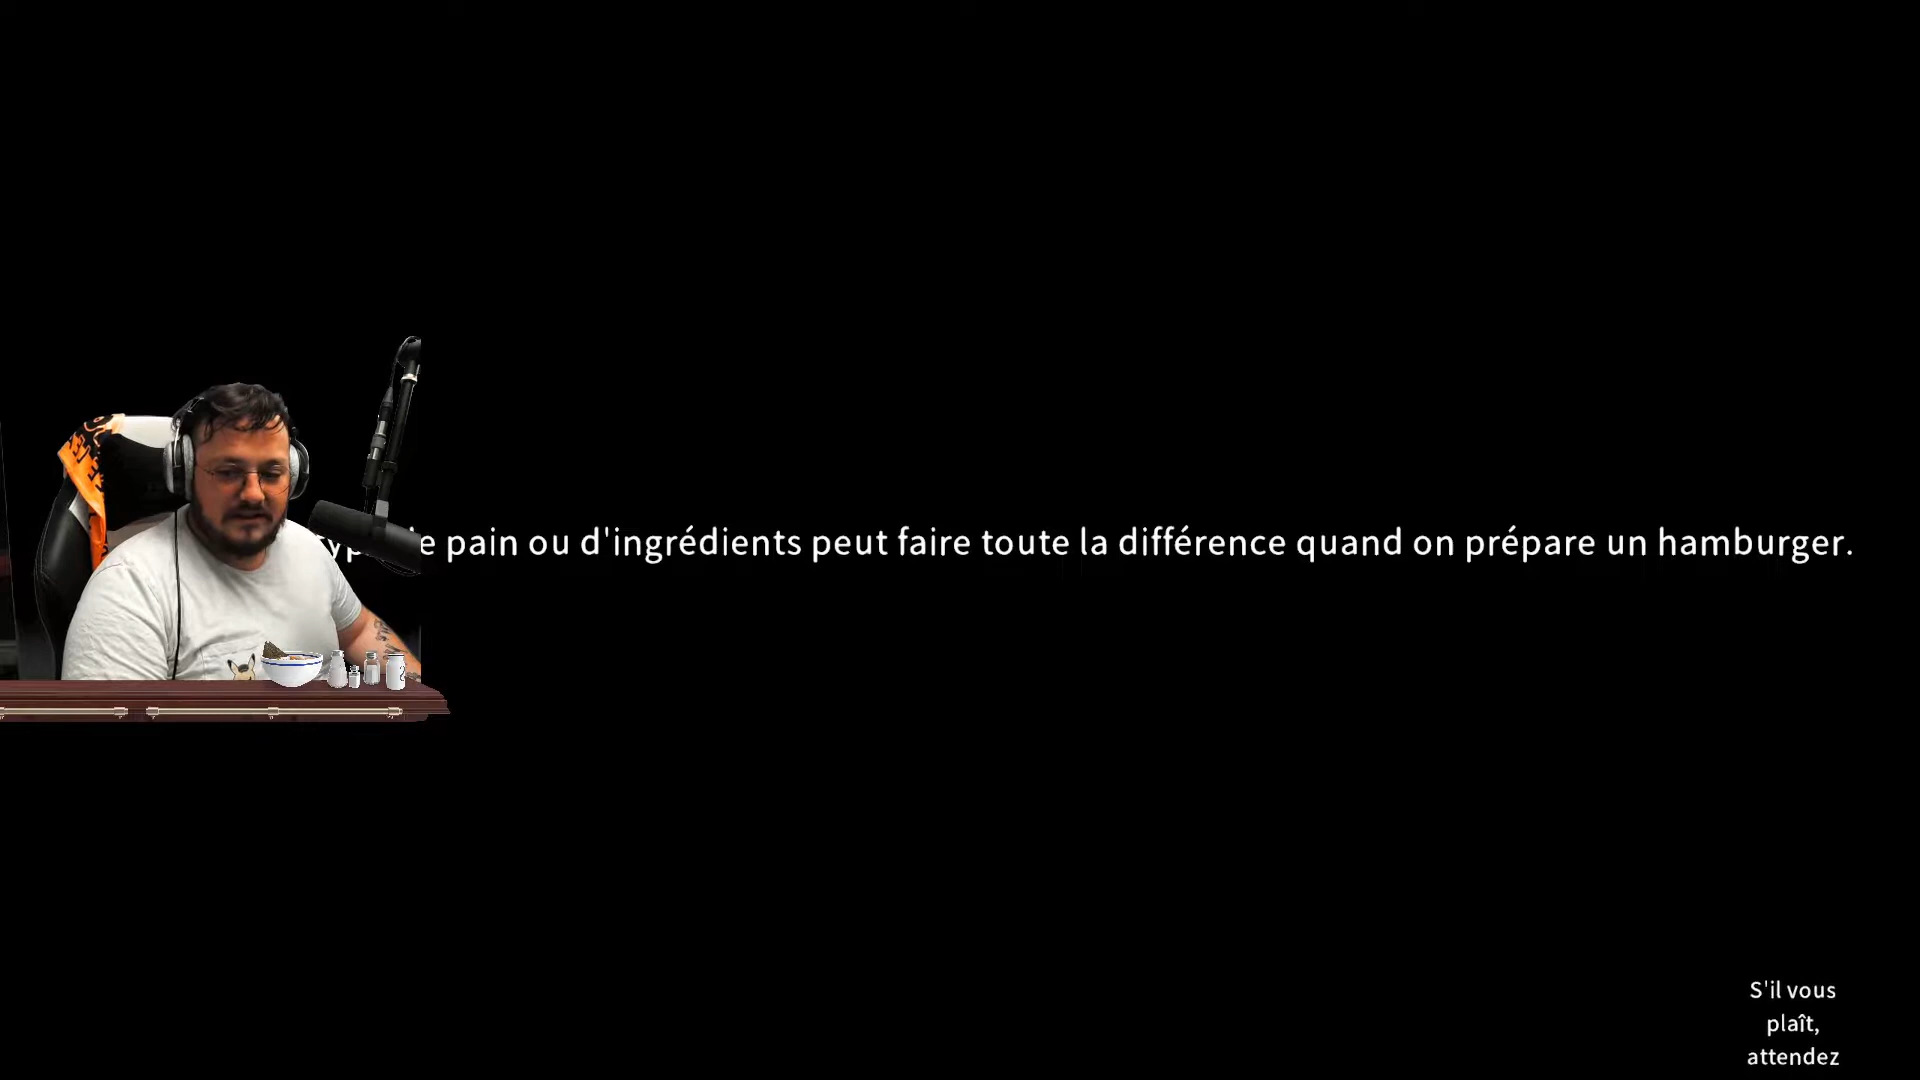 pain ou d'ingrédients peut faire toute la différence quand on prépare un hamburger.
S'il vous
plaît,
attendez